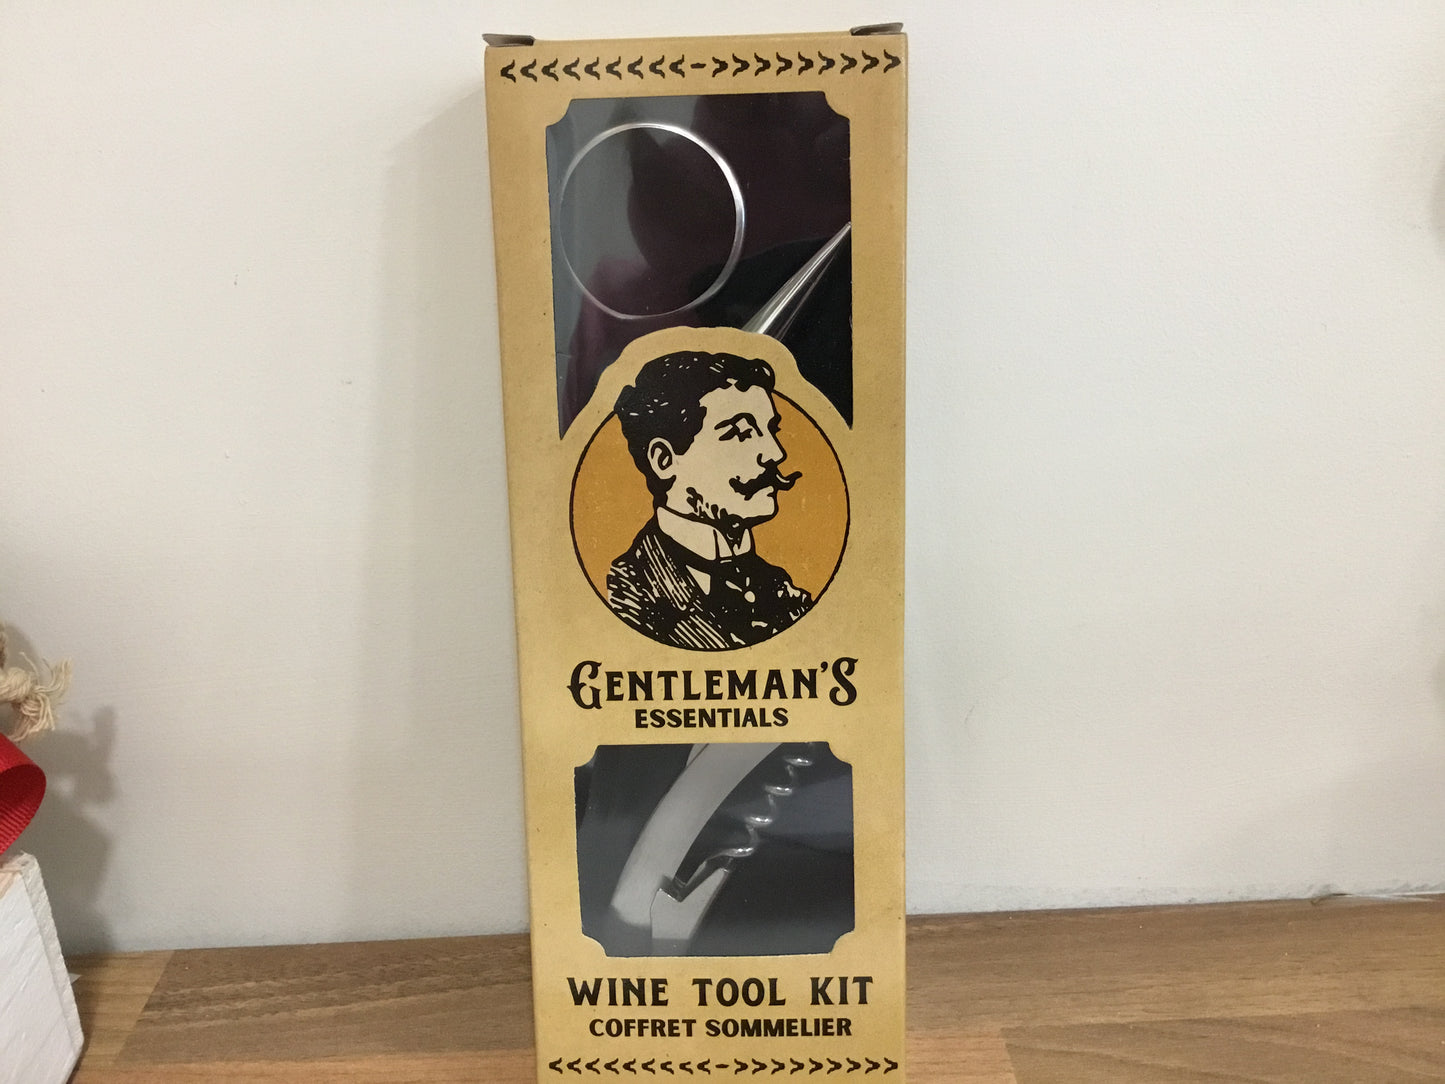 GENTLEMAN'S
ESSENTIALS
WINE TOOL KIT
COFFRET SOMMELIER